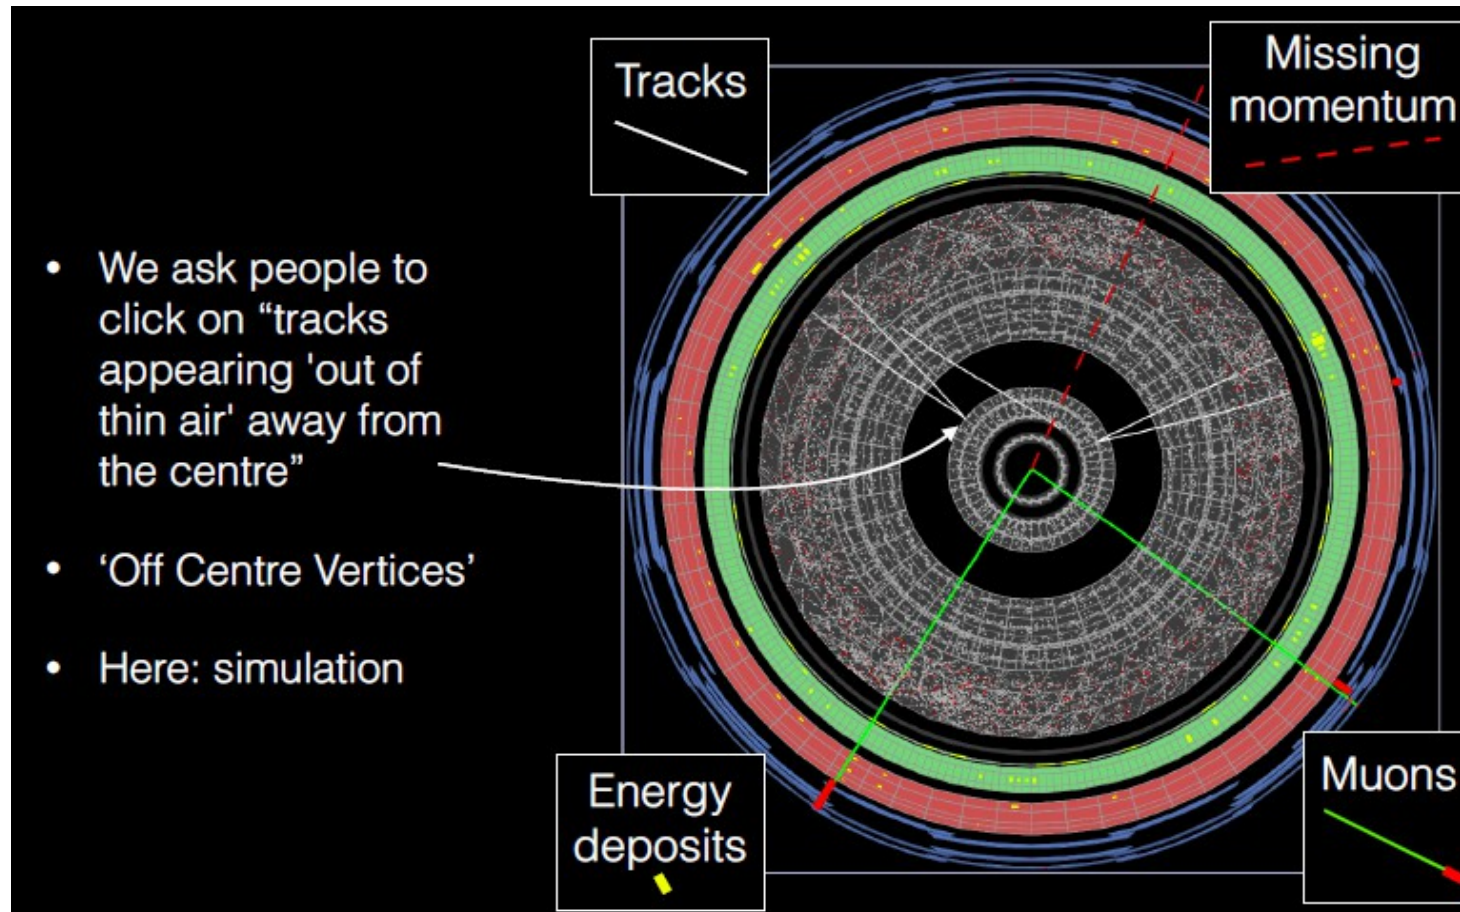 Tracks
Missing
momentum
• We ask people to
click on “tracks
appearing 'out of
thin air' away from
the centre”
• ‘Off Centre Vertices’
• Here: simulation
Energy
deposits
Muons